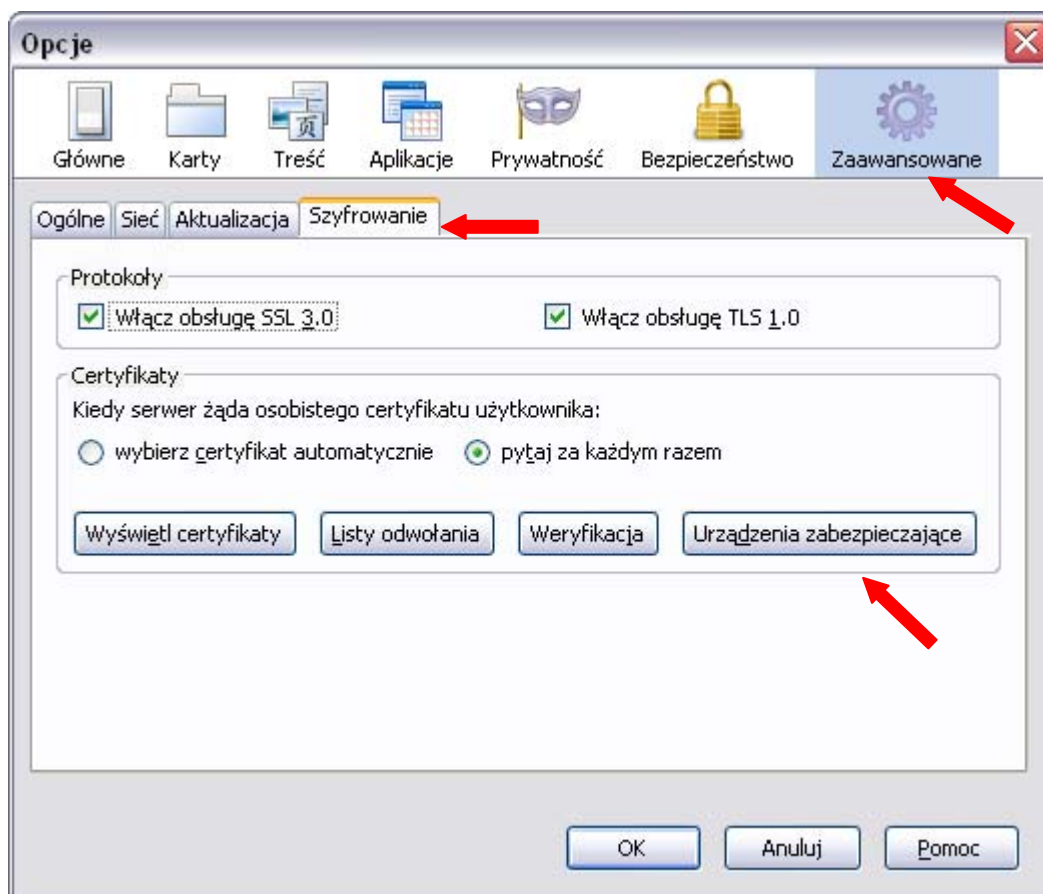 Opcje
Główne Karty Treść Aplikacje Prywatność Bezpieczeństwo Zaawansowane
Ogólne Sieć Aktualizacja Szyfrowanie
Protokoły
Włącz obsługę SSL 3.0 Włącz obsługę TLS 1.0
Certyfikaty
Kiedy serwer żąda osobistego certyfikatu użytkownika:
wybierz certyfikat automatycznie pytaj za każdym razem
Wyświetl certyfikaty Listy odwołania Weryfikacja Urządzenia zabezpieczające
OK Anuluj Pomoc